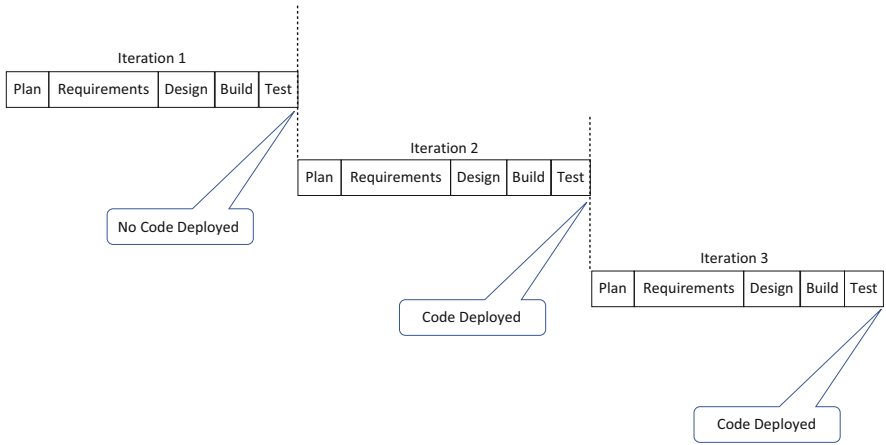 Iteration 1
Plan Requirements Design Build Test
Iteration 2
Plan Requirements Design Build Test
No Code Deployed
Iteration 3
Plan Requirements Design Build Test
Code Deployed
Code Deployed